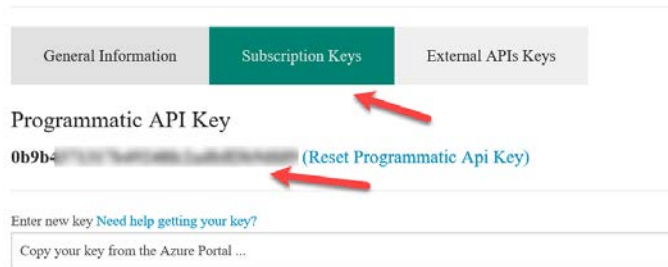 General Information Subscription Keys External APIs Keys
Programmatic API Key
0b9b4 (Reset Programmatic Api Key)
Enter new key Need help getting your key?
Copy your key from the Azure Portal ...